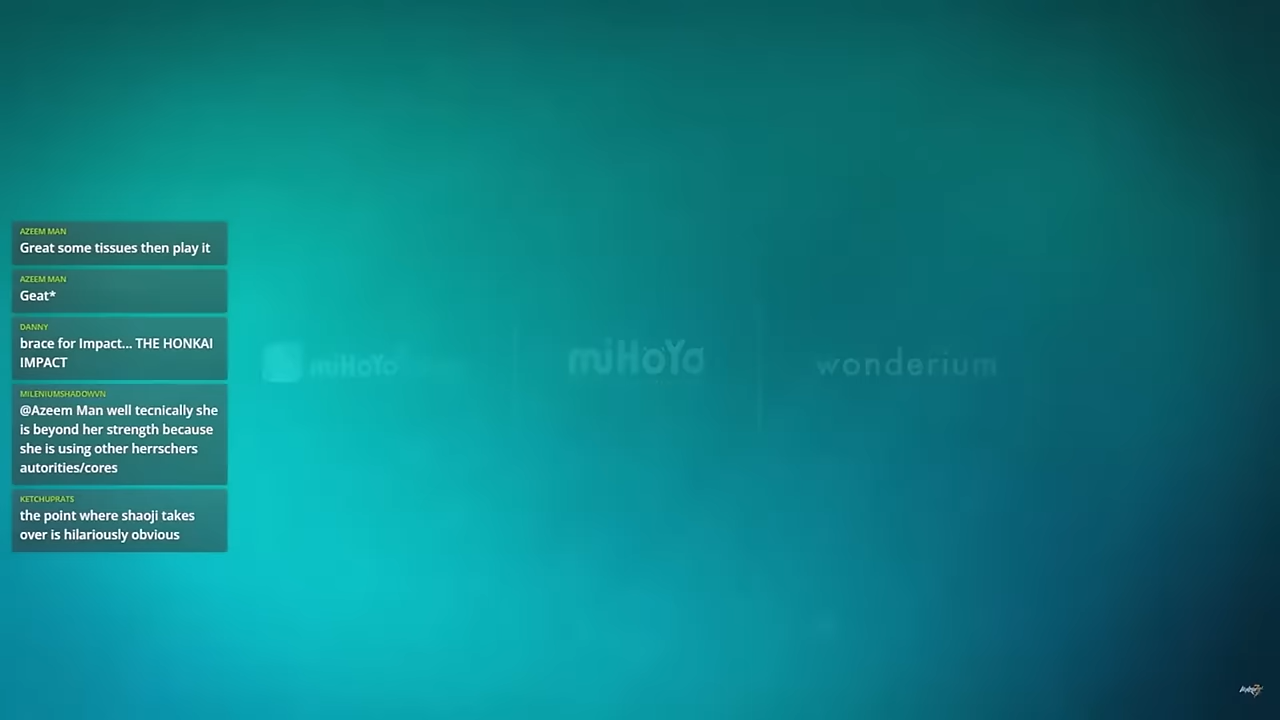 AZEEM MAN
Great some tissues then play it
AZEEM MAN
Geat*
DANNY
brace for Impact... THE HONKAI
IMPACT
MILENIUMSHADOWVN
@Azeem Man well tecnically she
is beyond her strength because
she is using other herrschers
autorities/cores
KETCHUPRATS
the point where shaoji takes
over is hilariously obvious
miHoYo
miHoYo
wonderium